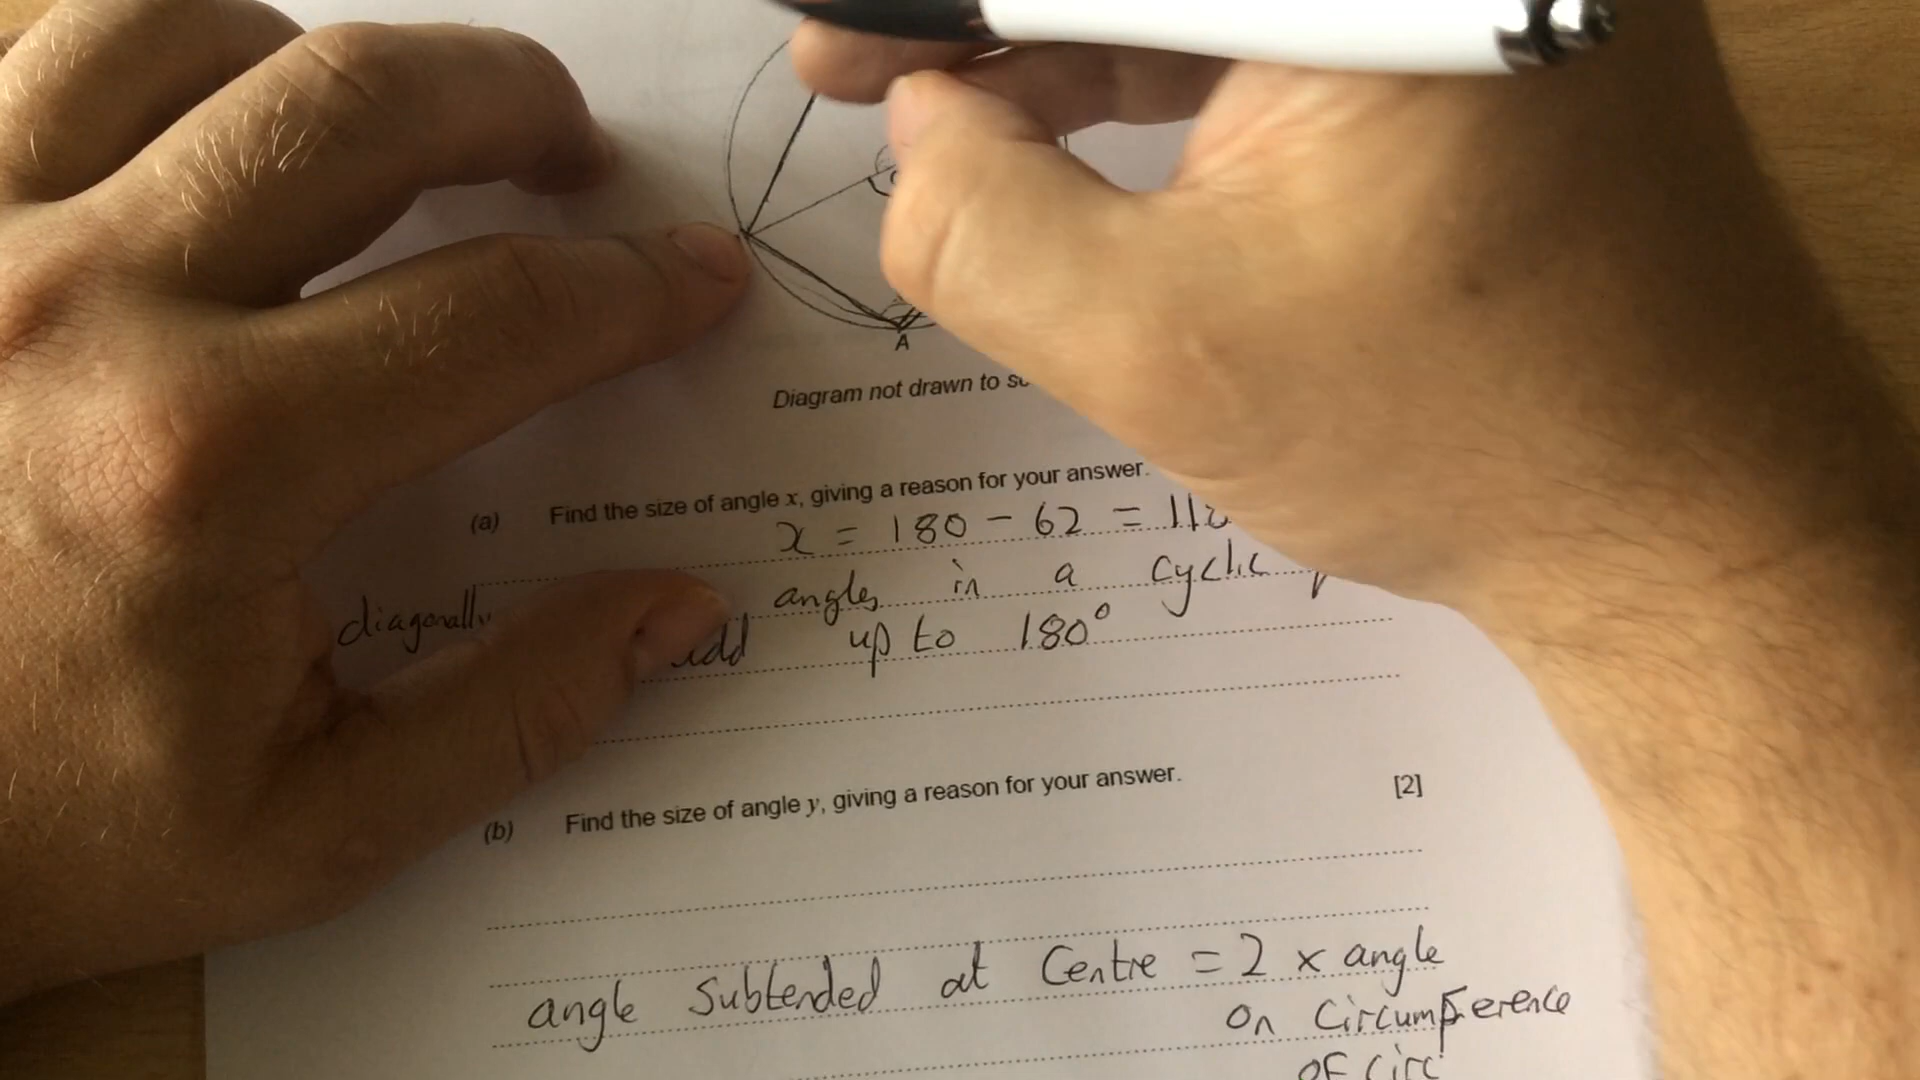 A
Diagram not drawn to
(a) Find the size of angle x, giving a reason for your answer.
x = 180 - 62 =
diagonally angles in a cyclic
add up to 180°
[2]
(b) Find the size of angle y, giving a reason for your answer.
angle subtended at Centre = 2 x angle
on circumference
of circ